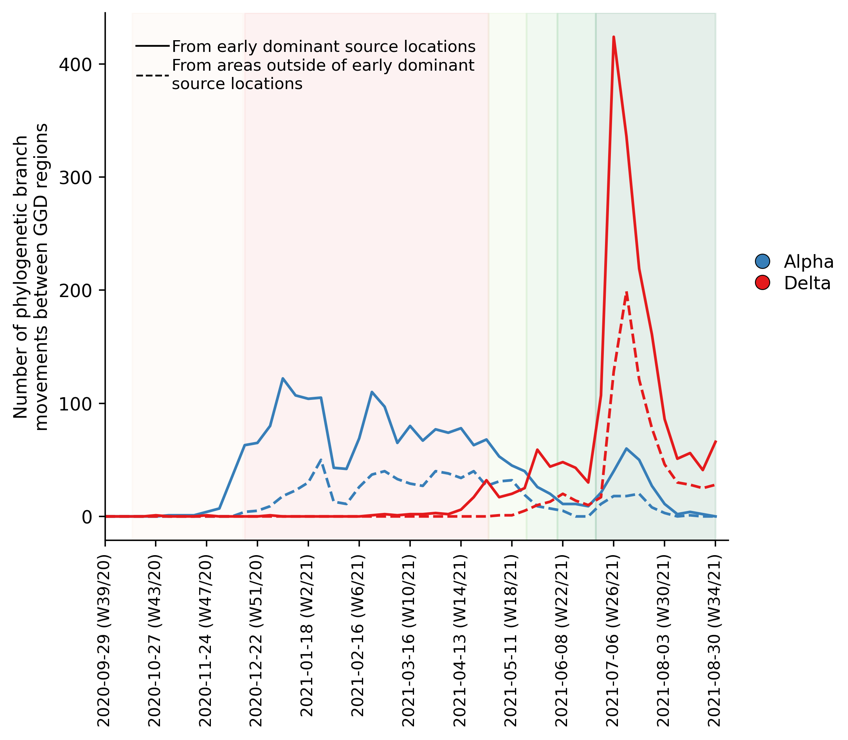 From early dominant source locations
From areas outside of early dominant
source locations
400
300
200
100
0
Number of phylogenetic branch
movements between GGD regions
Alpha
Delta
2020-09-29 (W39/20)
2020-10-27 (W43/20)
2020-11-24 (W47/20)
2020-12-22 (W51/20)
2021-01-18 (W2/21)
2021-02-16 (W6/21)
2021-03-16 (W10/21)
2021-04-13 (W14/21)
2021-05-11 (W18/21)
2021-06-08 (W22/21)
2021-07-06 (W26/21)
2021-08-03 (W30/21)
2021-08-30 (W34/21)